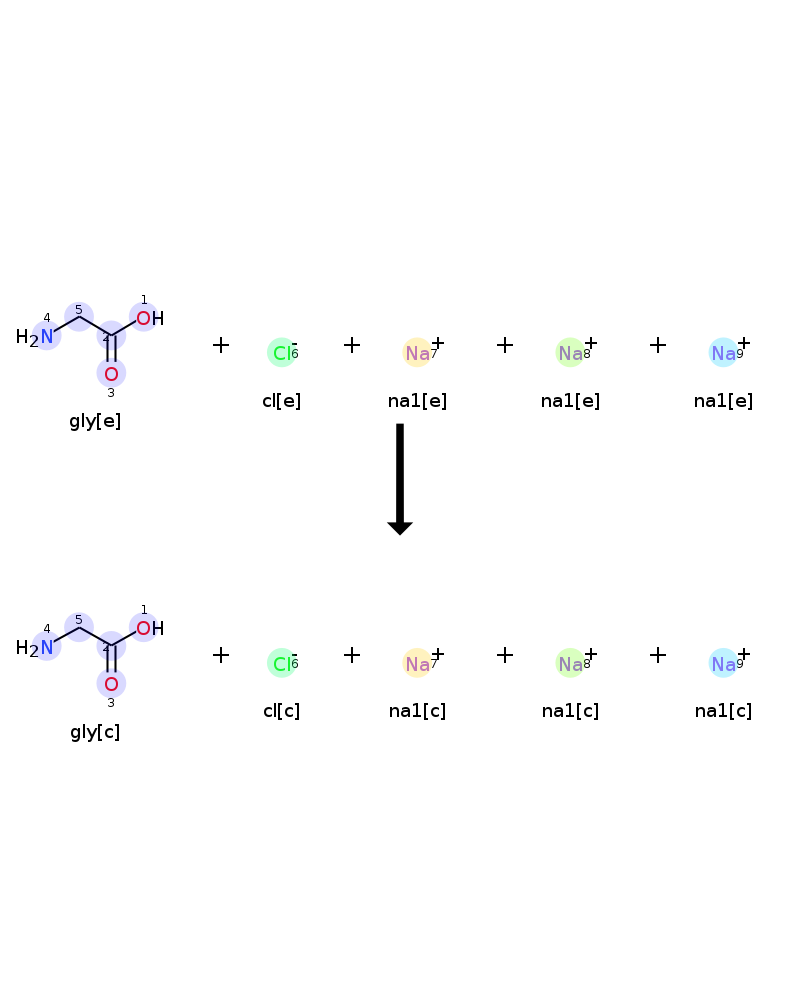 1
4
5
H2N
2
OH
O
3
+ Cl-6 + Na+7 + Na+8 + Na+9
gly[e] cl[e] na1[e] na1[e] na1[e]
1
4
5
H2N
2
OH
O
3
+ Cl-6 + Na+7 + Na+8 + Na+9
gly[c] cl[c] na1[c] na1[c] na1[c]